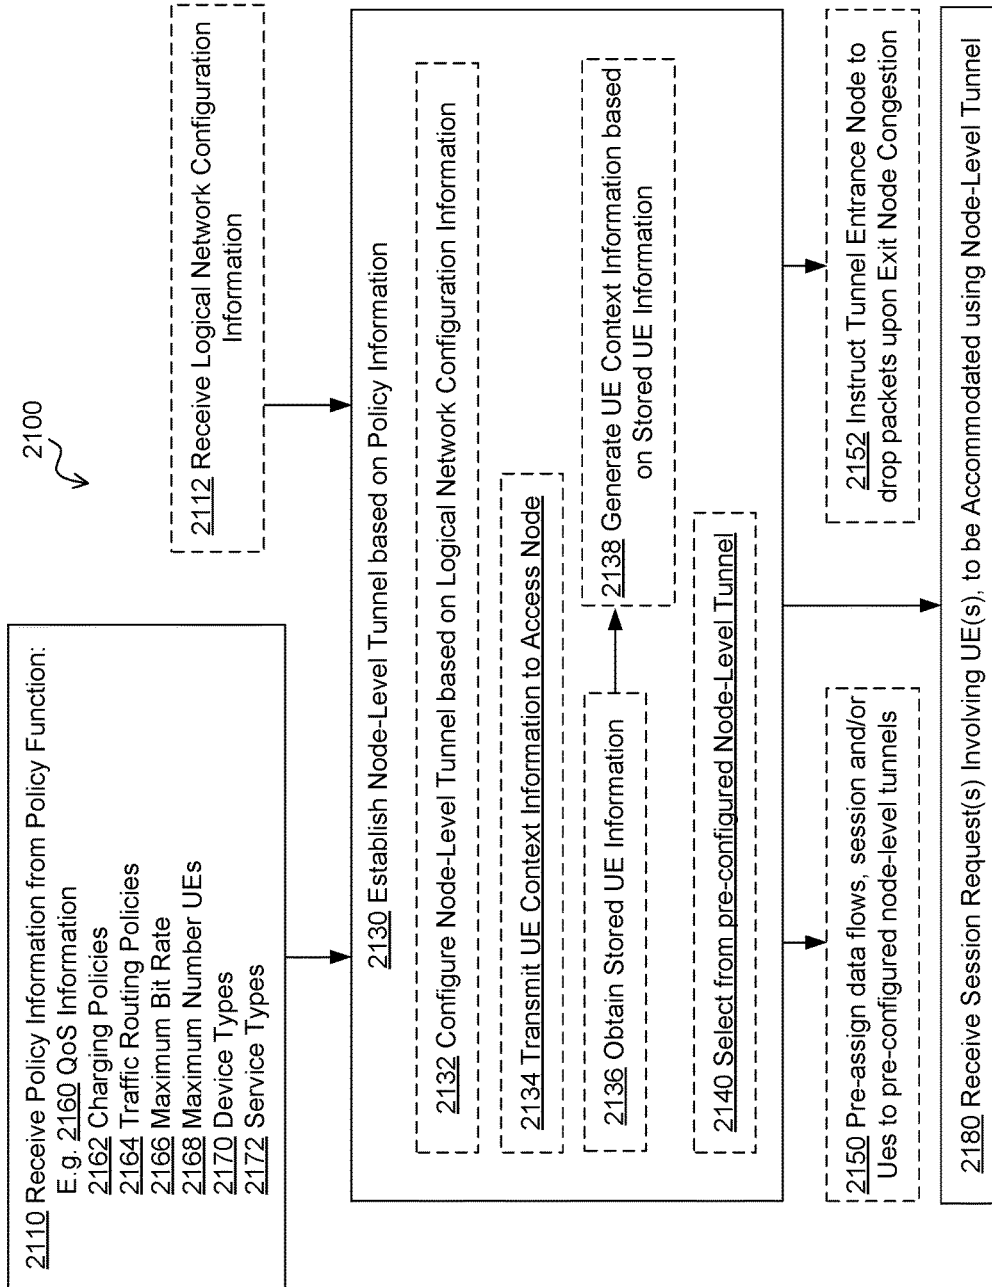 2100
2110 Receive Policy Information from Policy Function:
E.g. 2160 QoS Information
2162 Charging Policies
2164 Traffic Routing Policies
2166 Maximum Bit Rate
2168 Maximum Number UEs
2170 Device Types
2172 Service Types
2112 Receive Logical Network Configuration
Information
2130 Establish Node-Level Tunnel based on Policy Information
2132 Configure Node-Level Tunnel based on Logical Network Configuration Information
2134 Transmit UE Context Information to Access Node
2136 Obtain Stored UE Information
2138 Generate UE Context Information based
on Stored UE Information
2140 Select from pre-configured Node-Level Tunnel
2150 Pre-assign data flows, session and/or
Ues to pre-configured node-level tunnels
2152 Instruct Tunnel Entrance Node to
drop packets upon Exit Node Congestion
2180 Receive Session Request(s) Involving UE(s), to be Accommodated using Node-Level Tunnel